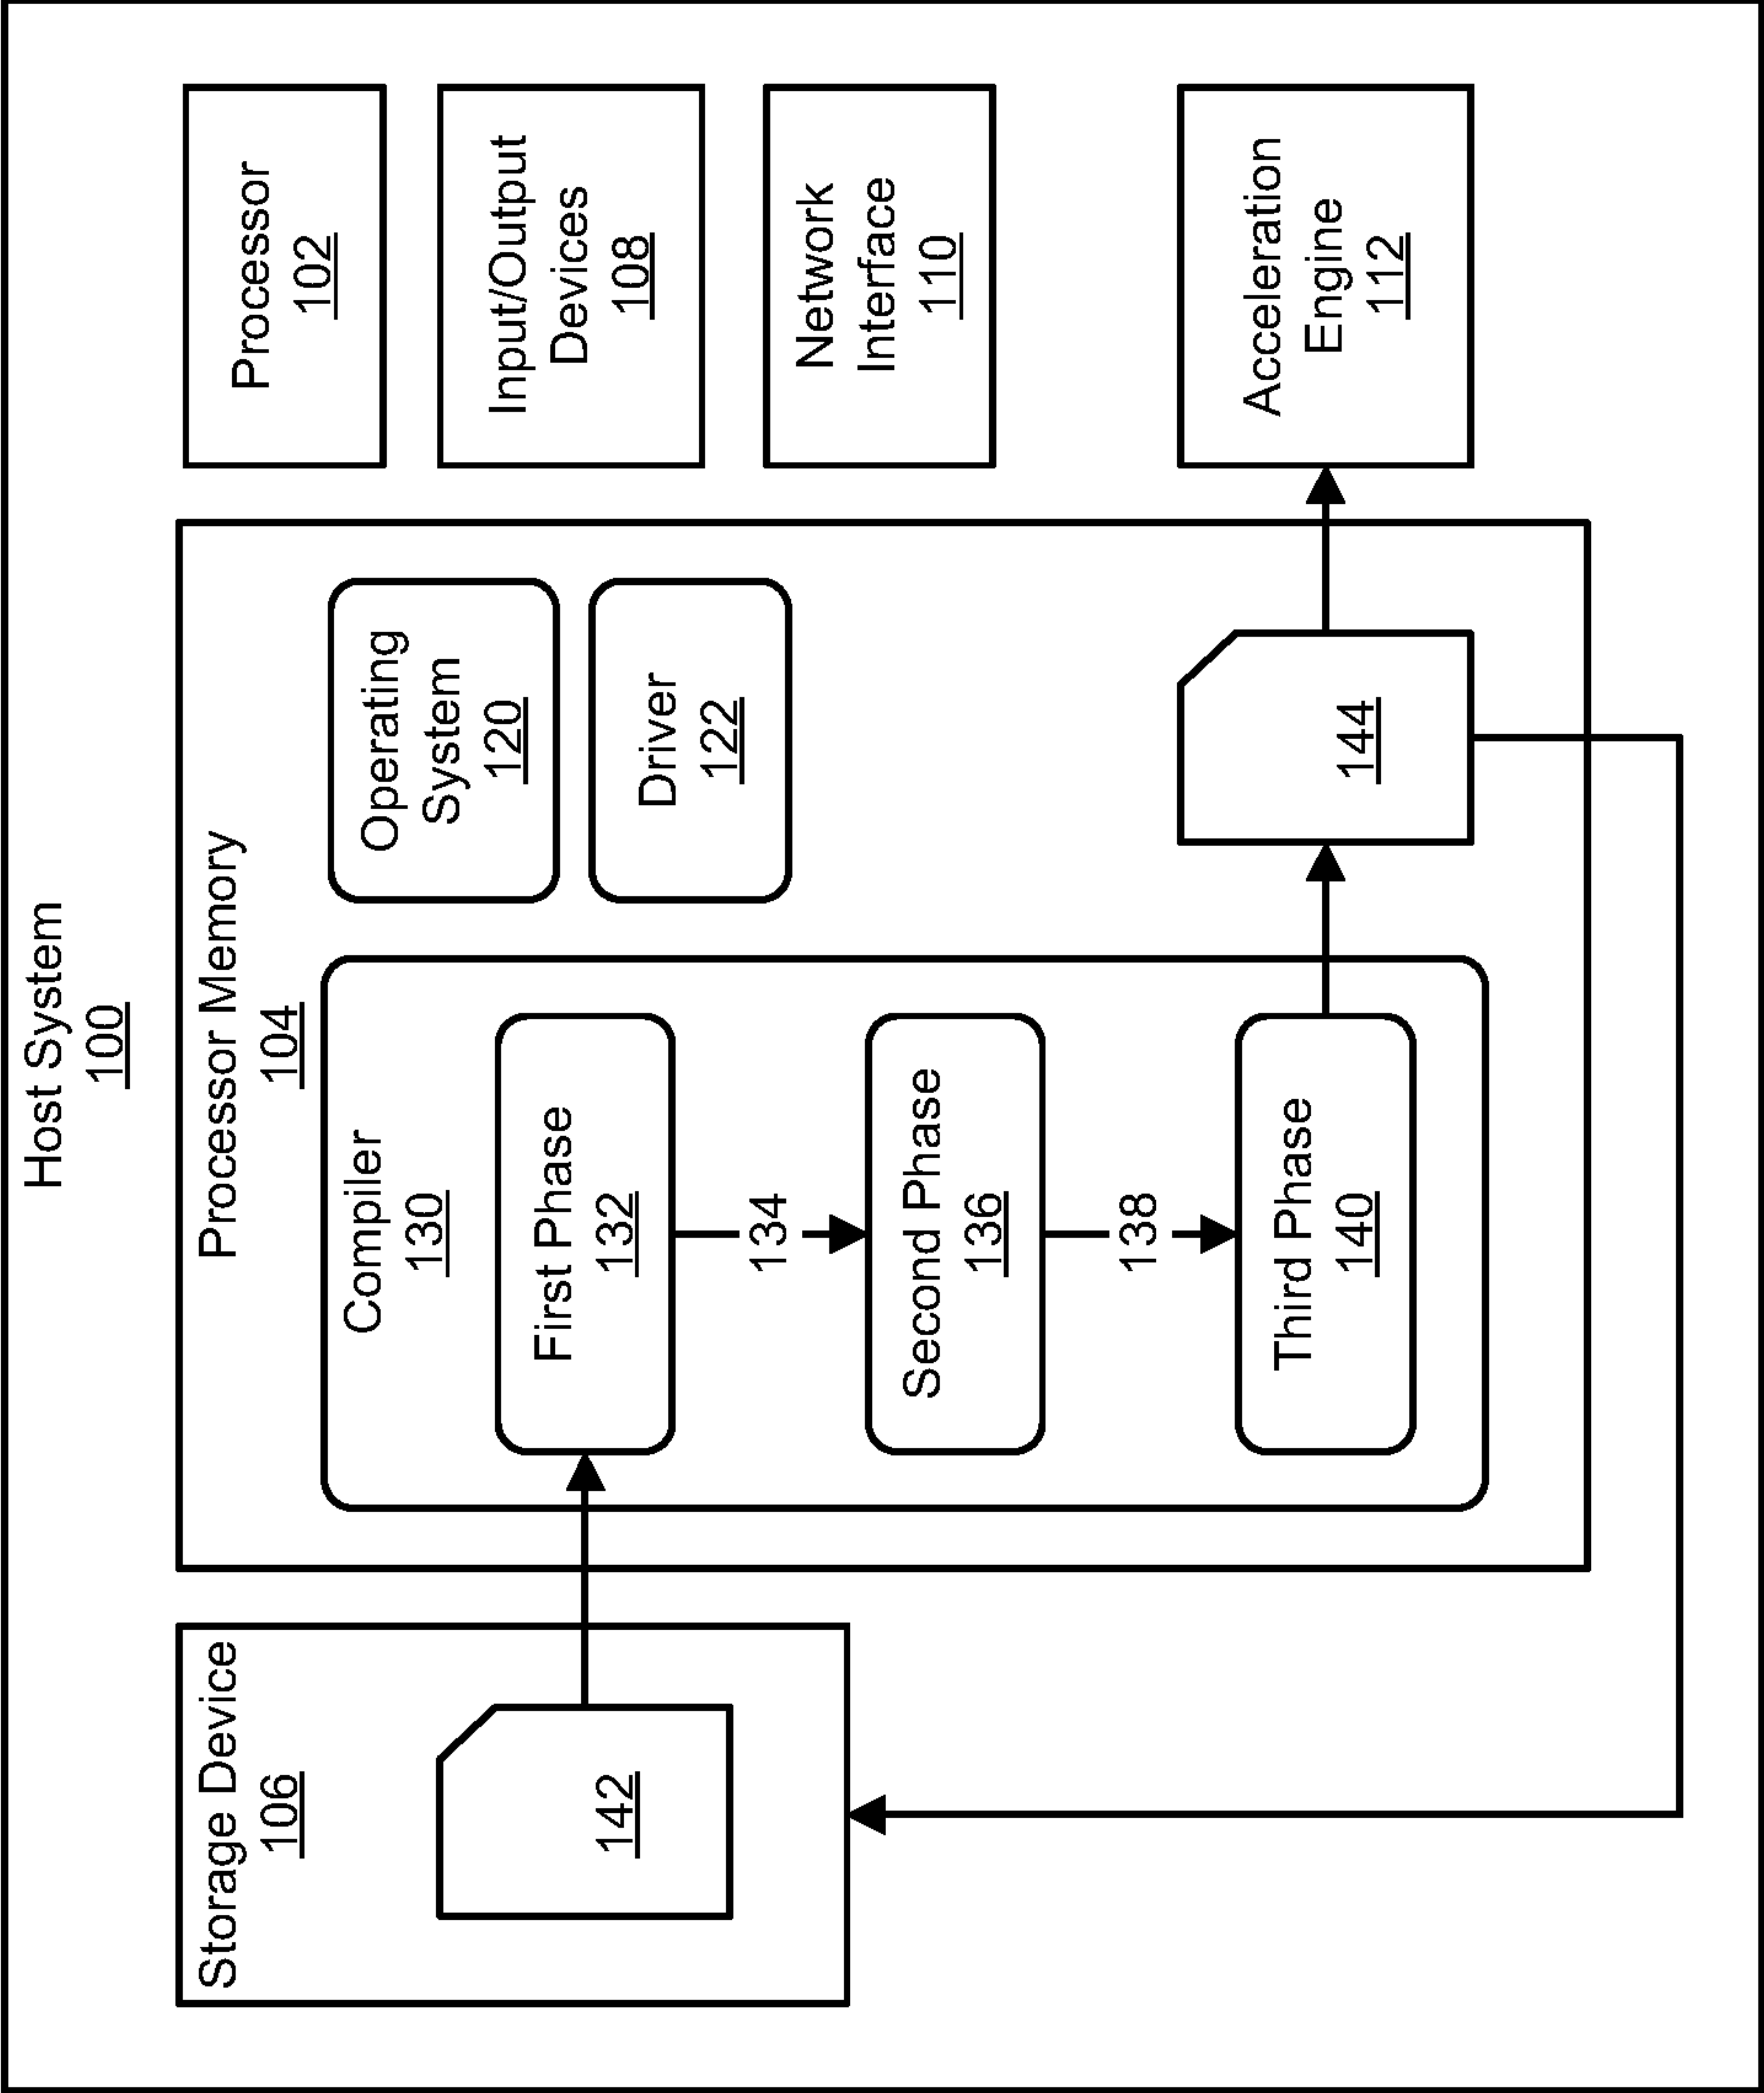 Host System
100
Storage Device
106
142
Processor Memory
104
Compiler
130
First Phase
132
134
Second Phase
136
138
Third Phase
140
Operating
System
120
Driver
122
144
Processor
102
Input/Output
Devices
108
Network
Interface
110
Acceleration
Engine
112